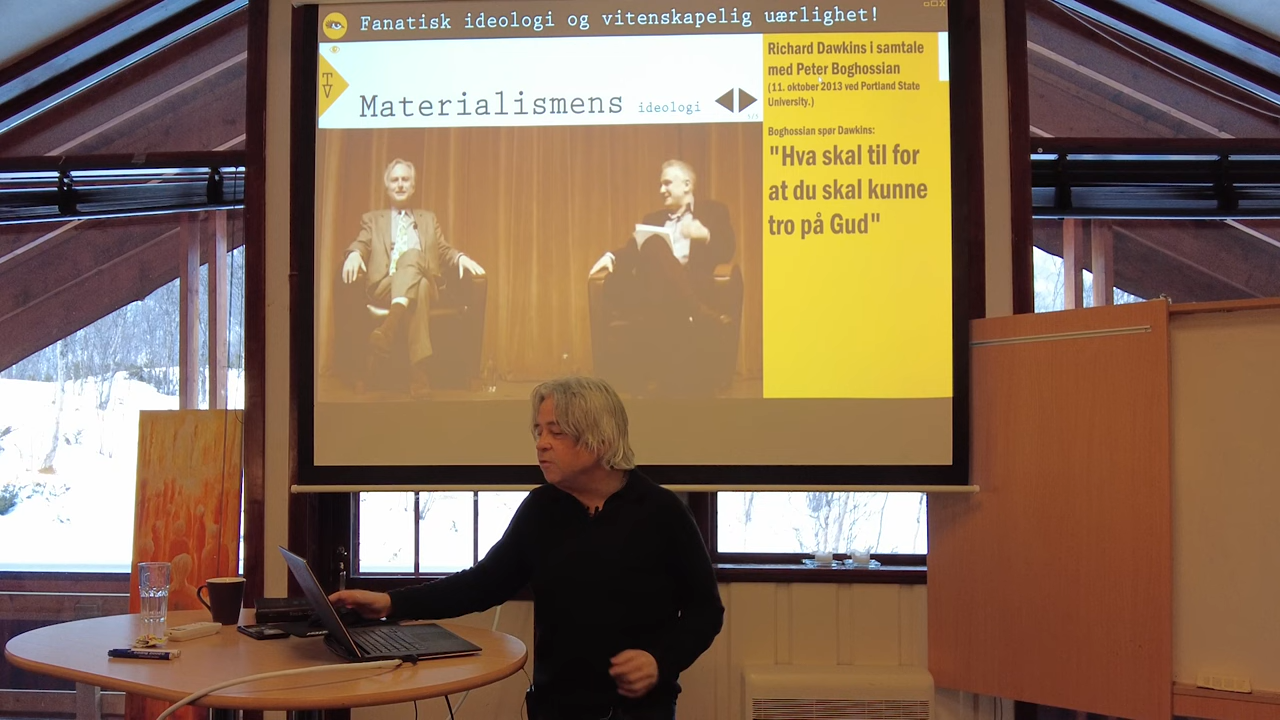 Fanatisk ideologi og vitenskapelig uærlighet!
TV
Materialismens ideologi
Richard Dawkins i samtale
med Peter Boghossian
(11. oktober 2013 ved Portland State
University.)
Boghossian spør Dawkins:
"Hva skal til for
at du skal kunne
tro på Gud"